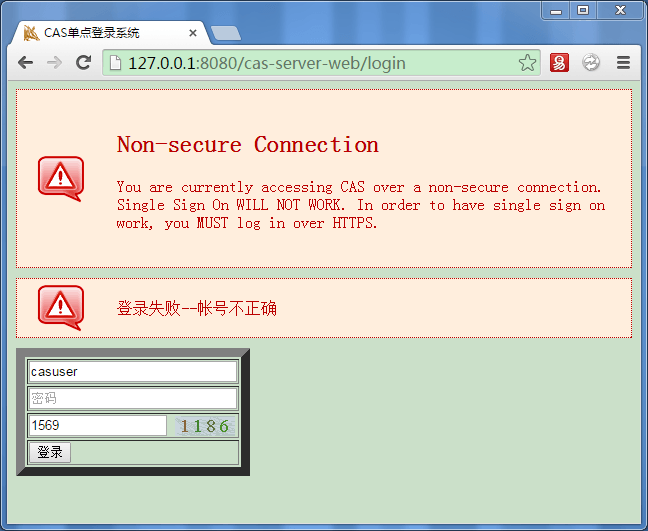 CAS单点登录系统
127.0.0.1:8080/cas-server-web/login
易
Non-secure Connection
You are currently accessing CAS over a non-secure connection.
Single Sign On WILL NOT WORK. In order to have single sign on
work, you MUST log in over HTTPS.
登录失败--帐号不正确
casuser
密码
1569 1186
登录